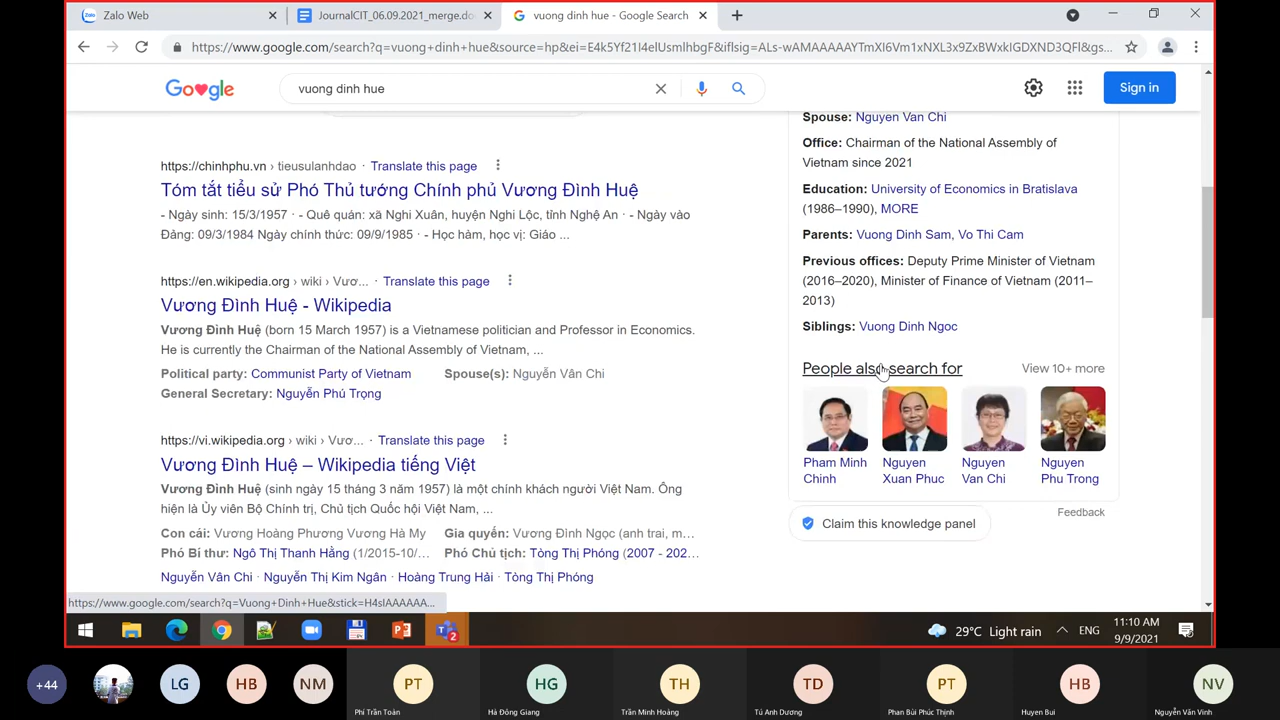 Zalo Web
JournalCIT_06.09.2021_merge.do
vuong dinh hue - Google Search
https://www.google.com/search?q=vuong+dinh+hue&source=hp&ei=E4k5Yf21I4elUsmIhbgF&iflsig=ALs-wAMAAAAAYTmXI6Vm1xNXL3x9ZxBWxkIGDXND3QFl&gs...
Google
vuong dinh hue
Sign in
https://chinhphu.vn › tieusulanhdao · Translate this page
Tóm tắt tiểu sử Phó Thủ tướng Chính phủ Vương Đình Huệ
- Ngày sinh: 15/3/1957 · - Quê quán: xã Nghi Xuân, huyện Nghi Lộc, tỉnh Nghệ An · - Ngày vào
Đảng: 09/3/1984 Ngày chính thức: 09/9/1985 · - Học hàm, học vị: Giáo ...
https://en.wikipedia.org › wiki › Vươ... · Translate this page
Vương Đình Huệ - Wikipedia
Vương Đình Huệ (born 15 March 1957) is a Vietnamese politician and Professor in Economics.
He is currently the Chairman of the National Assembly of Vietnam, ...
Political party: Communist Party of Vietnam
Spouse(s): Nguyễn Vân Chi
General Secretary: Nguyễn Phú Trọng
https://vi.wikipedia.org › wiki › Vươ... · Translate this page
Vương Đình Huệ – Wikipedia tiếng Việt
Vương Đình Huệ (sinh ngày 15 tháng 3 năm 1957) là một chính khách người Việt Nam. Ông
hiện là Ủy viên Bộ Chính trị, Chủ tịch Quốc hội Việt Nam, ...
Con cái: Vương Hoàng Phương Vương Hà My
Gia quyến: Vương Đình Ngọc (anh trai, m...
Phó Bí thư: Ngô Thị Thanh Hằng (1/2015-10/...
Phó Chủ tịch: Tòng Thị Phóng (2007 - 202...
Nguyễn Vân Chi · Nguyễn Thị Kim Ngân · Hoàng Trung Hải · Tòng Thị Phóng
Spouse: Nguyen Van Chi
Office: Chairman of the National Assembly of
Vietnam since 2021
Education: University of Economics in Bratislava
(1986–1990), MORE
Parents: Vuong Dinh Sam, Vo Thi Cam
Previous offices: Deputy Prime Minister of Vietnam
(2016–2020), Minister of Finance of Vietnam (2011–
2013)
Siblings: Vuong Dinh Ngoc
People also search for
View 10+ more
Pham Minh
Chinh
Nguyen
Xuan Phuc
Nguyen
Van Chi
Nguyen
Phu Trong
Feedback
Claim this knowledge panel
https://www.google.com/search?q=Vuong+Dinh+Hue&stick=H4sIAAAAAA...
2
29°C Light rain
ENG
11:10 AM
9/9/2021
+44
LG
HB
NM
PT
HG
TH
TD
PT
HB
NV
Phí Trần Toàn
Hà Đông Giang
Trần Minh Hoàng
Tú Anh Dương
Phan Bùi Phúc Thịnh
Huyen Bui
Nguyễn Văn Vinh